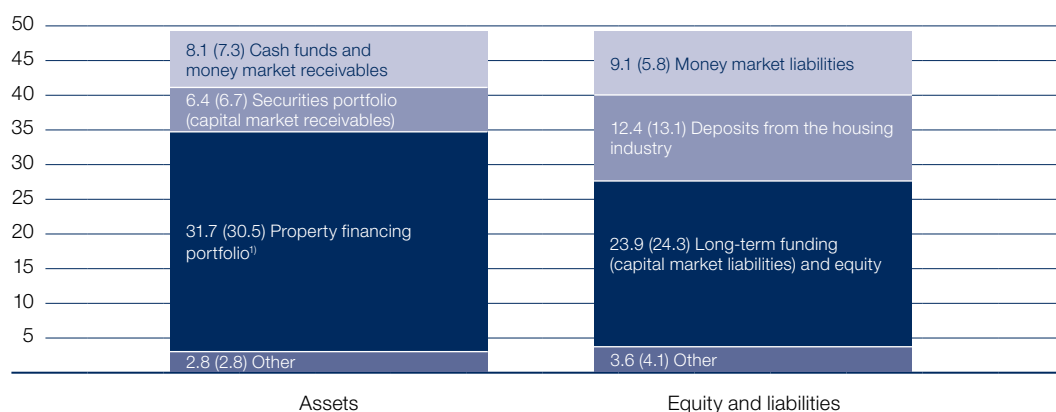 50
45
40
35
30
25
20
15
10
5
8.1 (7.3) Cash funds and
money market receivables
6.4 (6.7) Securities portfolio
(capital market receivables)
31.7 (30.5) Property financing
portfolio1)
2.8 (2.8) Other
9.1 (5.8) Money market liabilities
12.4 (13.1) Deposits from the housing
industry
23.9 (24.3) Long-term funding
(capital market liabilities) and equity
3.6 (4.1) Other
Assets
Equity and liabilities